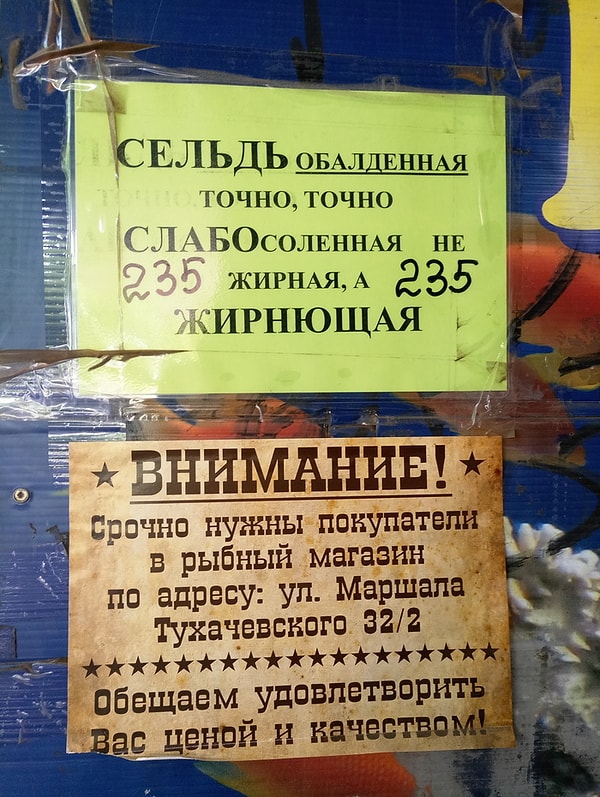 СЕЛЬДЬ ОБАЛДЕННАЯ
ТОЧНО, ТОЧНО
СЛАБОСОЛЕННАЯ НЕ
235 ЖИРНАЯ, А 235
ЖИРНЮЩАЯ
★ ВНИМАНИЕ! ★
Срочно нужны покупатели
в рыбный магазин
по адресу: ул. Маршала
Тухачевского 32/2
★★★★★★★★★★★★★★★★★★
Обещаем удовлетворить
Вас ценой и качеством!